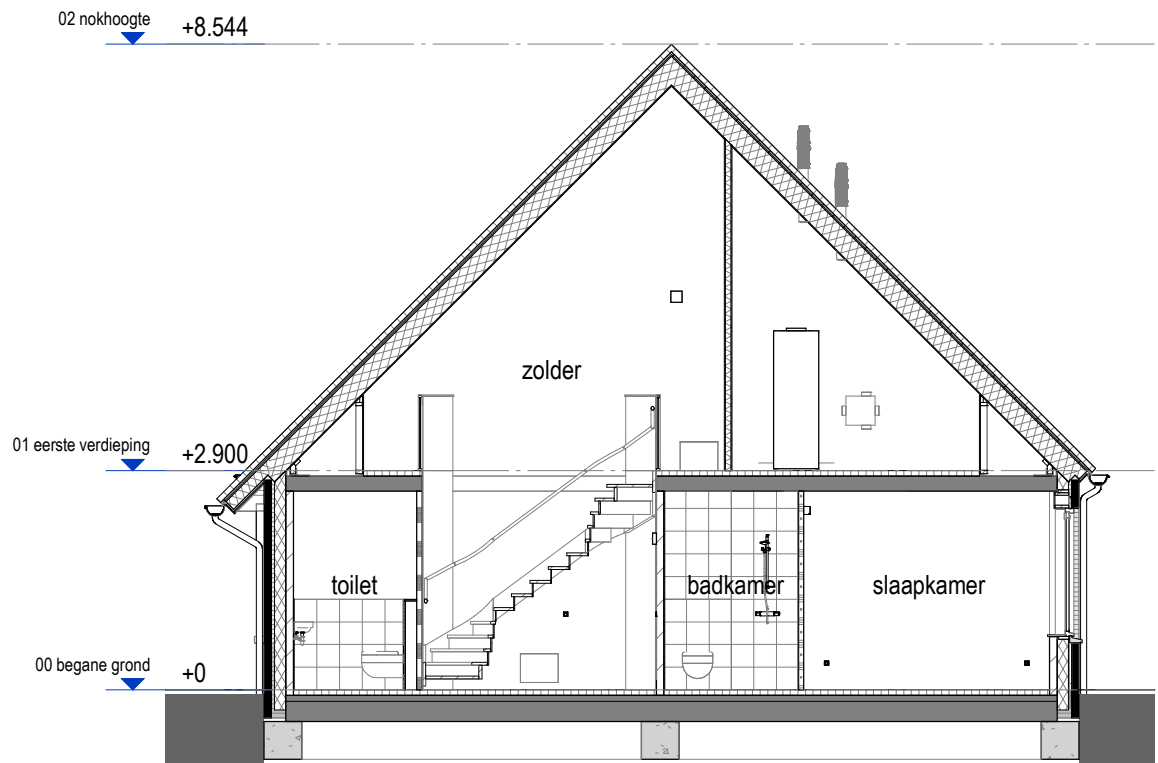 02 nokhoogte
+8.544
zolder
01 eerste verdieping
+2.900
toilet
badkamer
slaapkamer
00 begane grond
+0